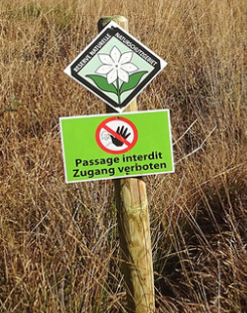 RESERVE NATURELLE
NATURSCHUTZGEBIET
Passage interdit
Zugang verboten